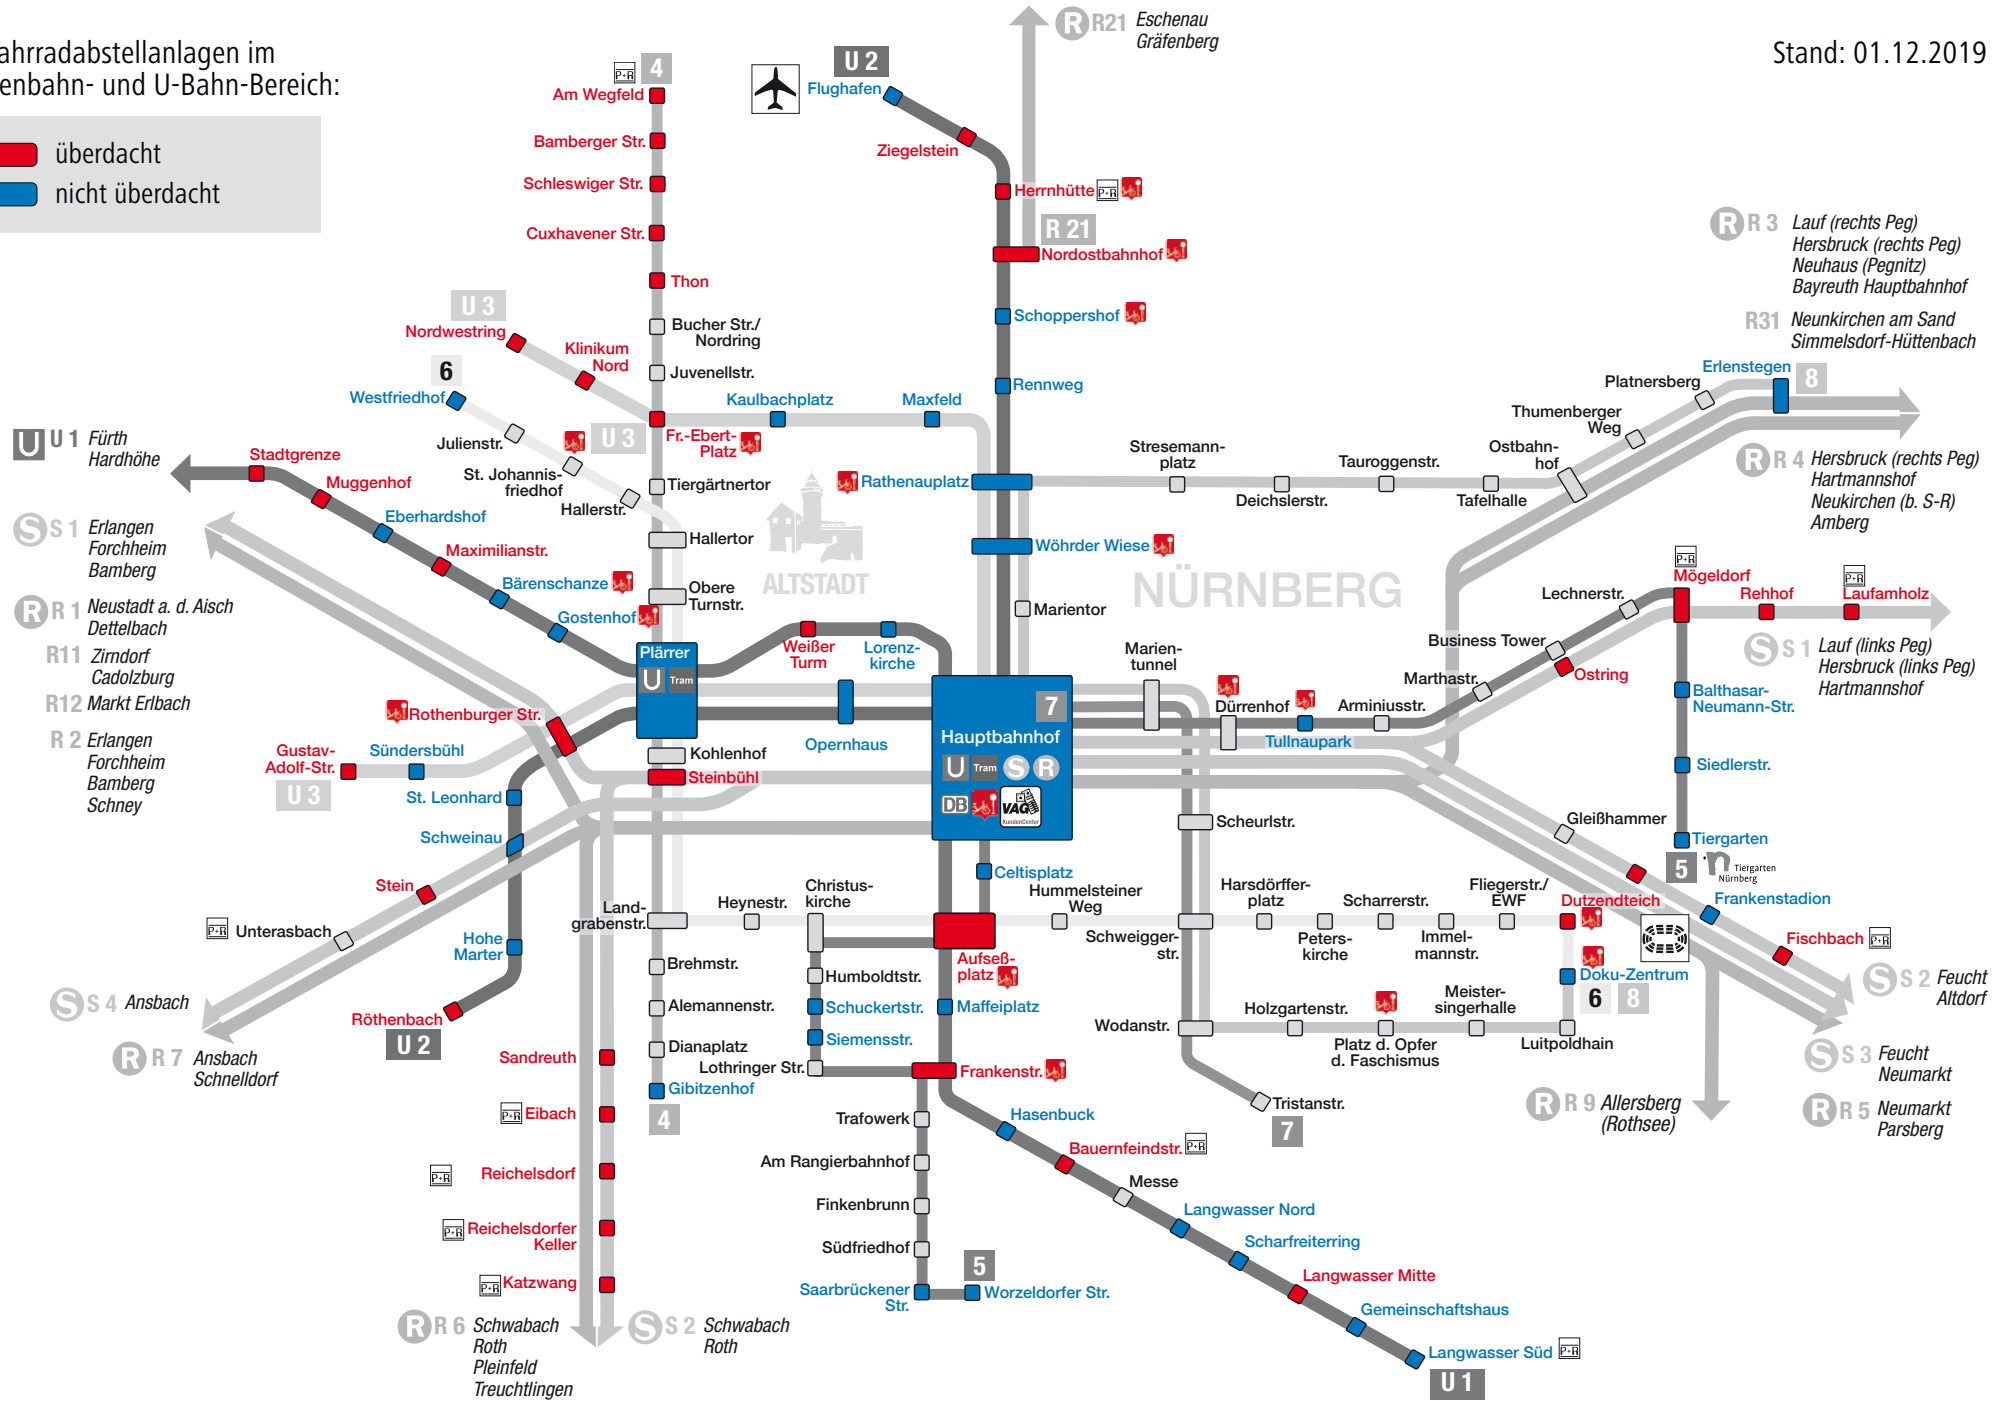 ahrradabstellanlagen im
enbahn- und U-Bahn-Bereich:
überdacht
nicht überdacht
Stand: 01.12.2019
R R21 Eschenau
Gräfenberg
P+R 4
Am Wegfeld
Bamberger Str.
Schleswiger Str.
Cuxhavener Str.
Thon
Bucher Str./
Nordring
Juvenellstr.
U 2
Flughafen
Ziegelstein
Herrnhütte P+R
R 21
Nordostbahnhof
Schoppershof
Rennweg
R R 3 Lauf (rechts Peg)
Hersbruck (rechts Peg)
Neuhaus (Pegnitz)
Bayreuth Hauptbahnhof
R31 Neunkirchen am Sand
Simmelsdorf-Hüttenbach
Erlenstegen 8
Platnersberg
Thumenberger
Weg
Ostbahn-
hof
Tafelhalle
Tauroggenstr.
Deichslerstr.
Stresemann-
platz
R R 4 Hersbruck (rechts Peg)
Hartmannshof
Neukirchen (b. S-R)
Amberg
U 3
Nordwestring
Klinikum
Nord
6
Westfriedhof
Julienstr.
St. Johannis-
friedhof
Hallerstr.
U 3
Fr.-Ebert-
Platz
Kaulbachplatz
Maxfeld
Rathenauplatz
Wöhrder Wiese
Marientor
Tiergärtnertor
Hallertor
Obere
Turnstr.
ALTSTADT
NÜRNBERG
U U 1 Fürth
Hardhöhe
Stadtgrenze
Muggenhof
Eberhardshof
Maximilianstr.
Bärenschanze
Gostenhof
S S 1 Erlangen
Forchheim
Bamberg
R R 1 Neustadt a. d. Aisch
Dettelbach
R11 Zirndorf
Cadolzburg
R12 Markt Erlbach
R 2 Erlangen
Forchheim
Bamberg
Schney
Plärrer
U Tram
Weißer
Turm
Lorenz-
kirche
Opernhaus
Kohlenhof
Steinbühl
Rothenburger Str.
Gustav-
Adolf-Str.
U 3
Sündersbühl
St. Leonhard
Schweinau
Hohe
Marter
Röthenbach
U 2
Stein
P+R Unterasbach
S S 4 Ansbach
R R 7 Ansbach
Schnelldorf
7
Hauptbahnhof
U Tram S R
DB VAG
KundenCenter
Marien-
tunnel
Dürrenhof
Tullnaupark
Arminiusstr.
Marthastr.
Business Tower
Ostring
Lechnerstr.
P+R
Mögeldorf
Rehhof
P+R
Laufamholz
S S 1 Lauf (links Peg)
Hersbruck (links Peg)
Hartmannshof
Balthasar-
Neumann-Str.
Siedlerstr.
Tiergarten
5
Tiergarten
Nürnberg
Gleißhammer
Dutzendteich
Frankenstadion
Fischbach P+R
S S 2 Feucht
Altdorf
S S 3 Feucht
Neumarkt
R R 5 Neumarkt
Parsberg
R R 9 Allersberg
(Rothsee)
Scheurlstr.
Celtisplatz
Hummelsteiner
Weg
Schweigger-
str.
Harsdörffer-
platz
Peters-
kirche
Scharrerstr.
Immel-
mannstr.
Fliegerstr./
EWF
Doku-Zentrum
6 8
Luitpoldhain
Meister-
singerhalle
Platz d. Opfer
d. Faschismus
Holzgartenstr.
Wodanstr.
Tristanstr.
7
Land-
grabenstr.
Heynestr.
Christus-
kirche
Aufseß-
platz
Humboldtstr.
Schuckertstr.
Siemensstr.
Lothringer Str.
Maffeiplatz
Frankenstr.
Brehmstr.
Alemannenstr.
Dianaplatz
Gibitzenhof
4
Sandreuth
P+R Eibach
P+R Reichelsdorf
P+R Reichelsdorfer
Keller
P+R Katzwang
R R 6 Schwabach
Roth
Pleinfeld
Treuchtlingen
S S 2 Schwabach
Roth
Trafowerk
Am Rangierbahnhof
Finkenbrunn
Südfriedhof
Saarbrückener
Str.
5
Worzeldorfer Str.
Hasenbuck
Bauernfeindstr. P+R
Messe
Langwasser Nord
Scharfreiterring
Langwasser Mitte
Gemeinschaftshaus
Langwasser Süd P+R
U 1